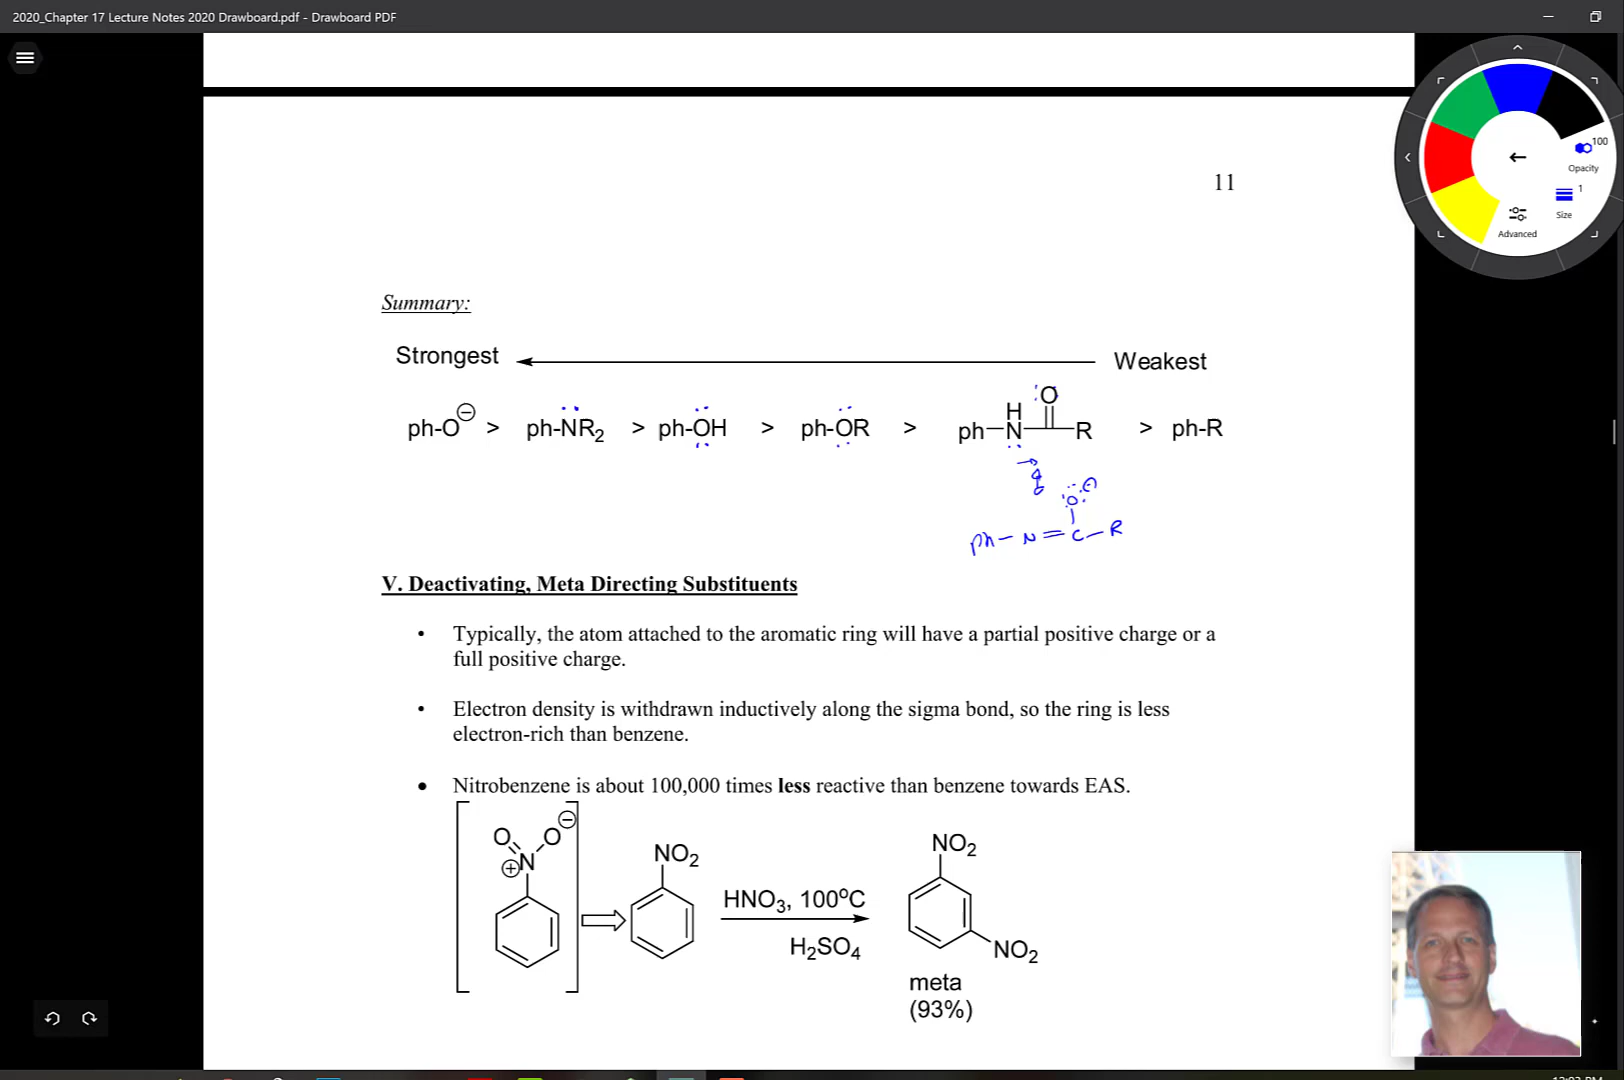 2020_Chapter 17 Lecture Notes 2020 Drawboard.pdf - Drawboard PDF
100
Opacity
1
Size
Advanced
11
Summary:
Strongest
Weakest
ph-O⊖ > ph-NR2 > ph-OH > ph-OR > ph-N(H)-C(=O)-R > ph-R
Ph-N=C-R
O⊖
V. Deactivating, Meta Directing Substituents
• Typically, the atom attached to the aromatic ring will have a partial positive charge or a
full positive charge.
• Electron density is withdrawn inductively along the sigma bond, so the ring is less
electron-rich than benzene.
• Nitrobenzene is about 100,000 times less reactive than benzene towards EAS.
O O⊖
⊕N
NO2
HNO3, 100°C
H2SO4
NO2
NO2
meta
(93%)